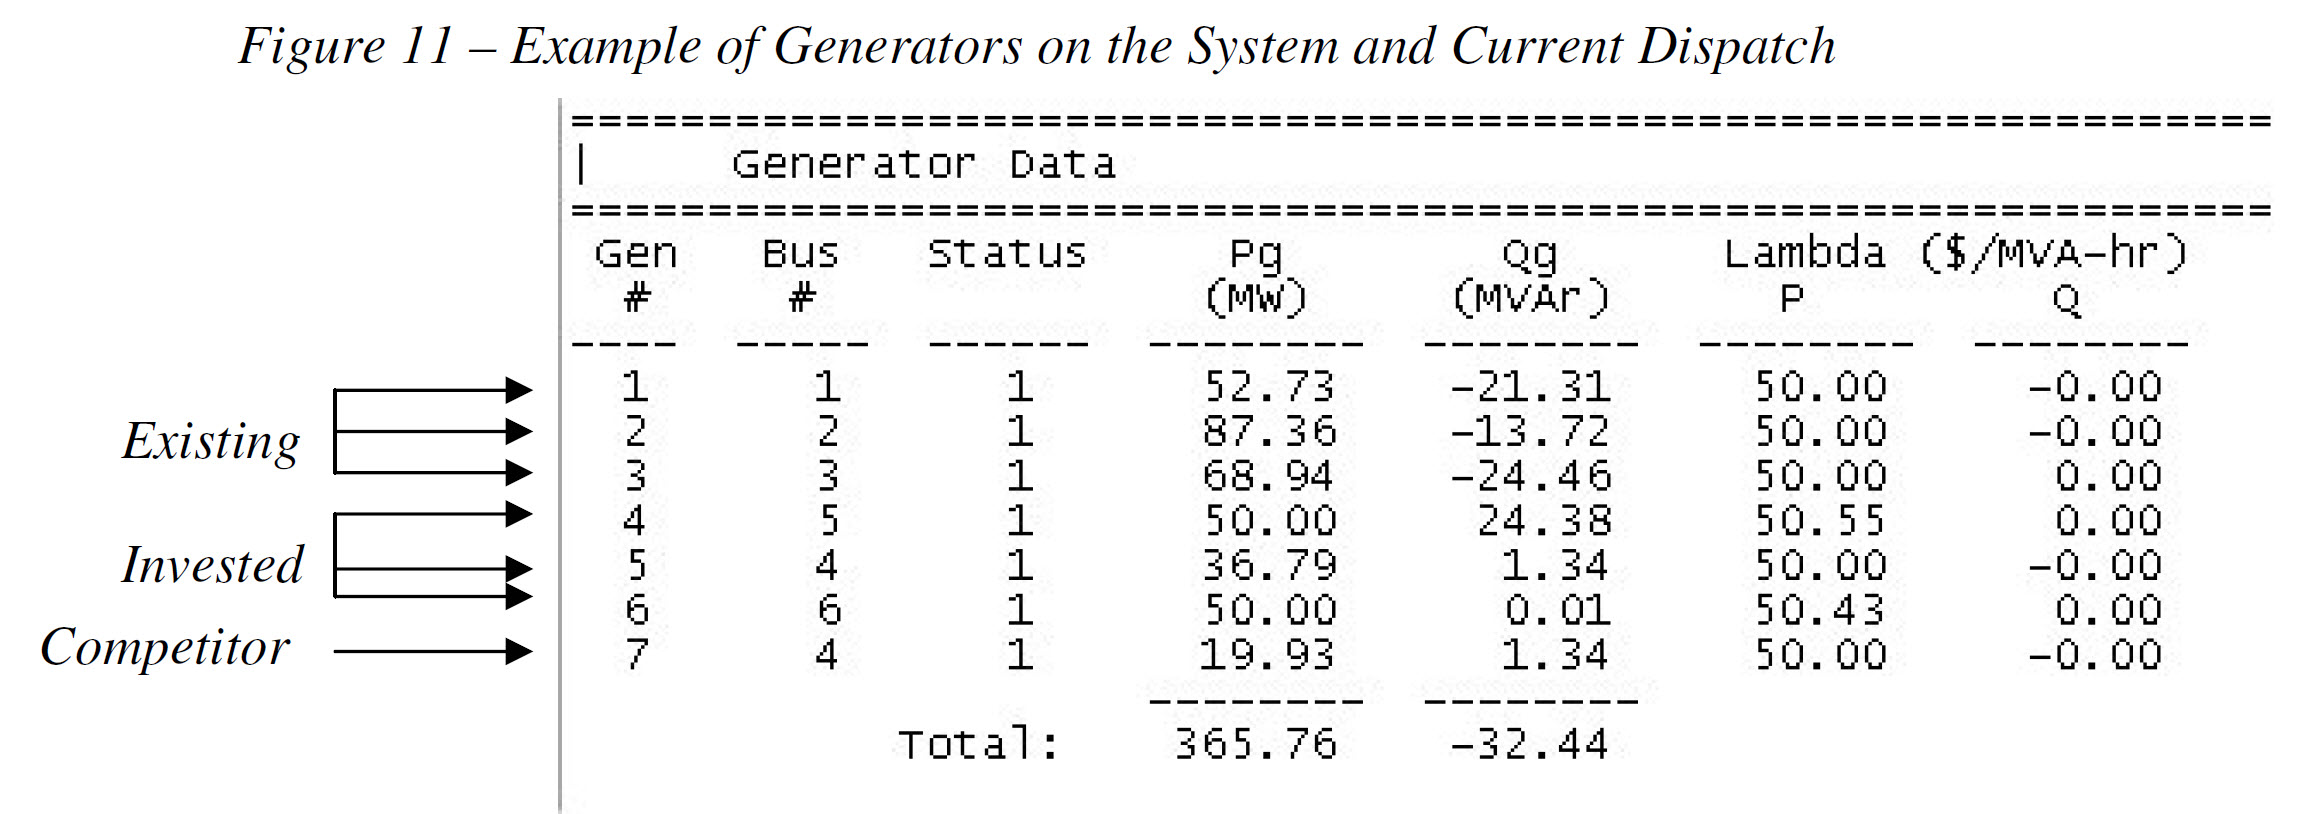 Figure 11 – Example of Generators on the System and Current Dispatch
================================================================
|     Generator Data
================================================================
Gen Bus Status Pg Qg Lambda ($/MVA-hr)
# # (MW) (MVAr) P Q
---- ----- ------ -------- -------- -------- --------
1 1 1 52.73 -21.31 50.00 -0.00
2 2 1 87.36 -13.72 50.00 -0.00
Existing
3 3 1 68.94 -24.46 50.00 0.00
4 5 1 50.00 24.38 50.55 0.00
Invested
5 4 1 36.79 1.34 50.00 -0.00
6 6 1 50.00 0.01 50.43 0.00
Competitor
7 4 1 19.93 1.34 50.00 -0.00
-------- --------
Total: 365.76 -32.44